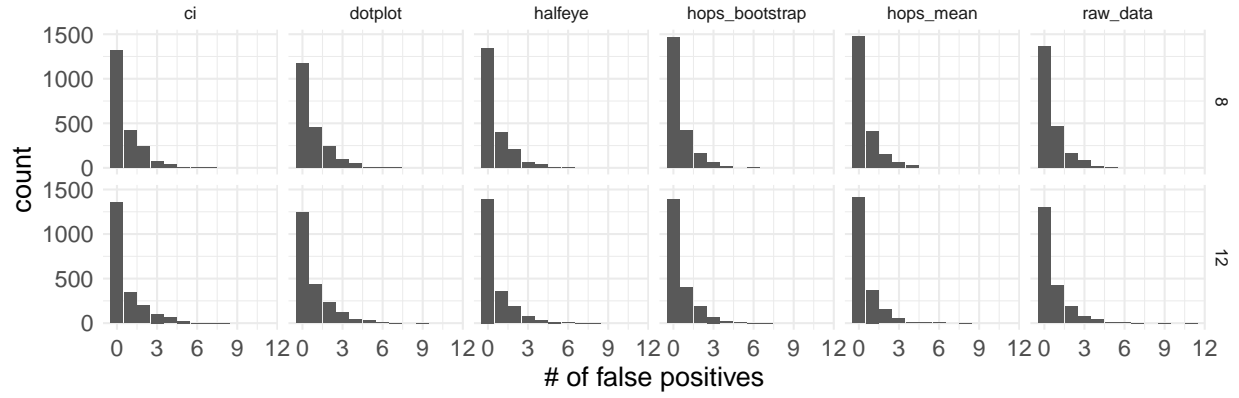 ci dotplot halfeye hops_bootstrap hops_mean raw_data
1500
1000
500
0
8
count
1500
1000
500
0
12
0 3 6 9 12 0 3 6 9 12 0 3 6 9 12 0 3 6 9 12 0 3 6 9 12 0 3 6 9 12
# of false positives